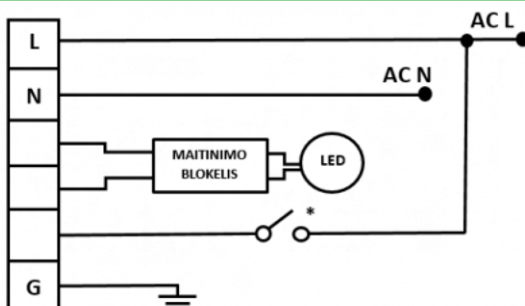 AC L
L
AC N
N
MAITINIMO
BLOKELIS
LED
*
G